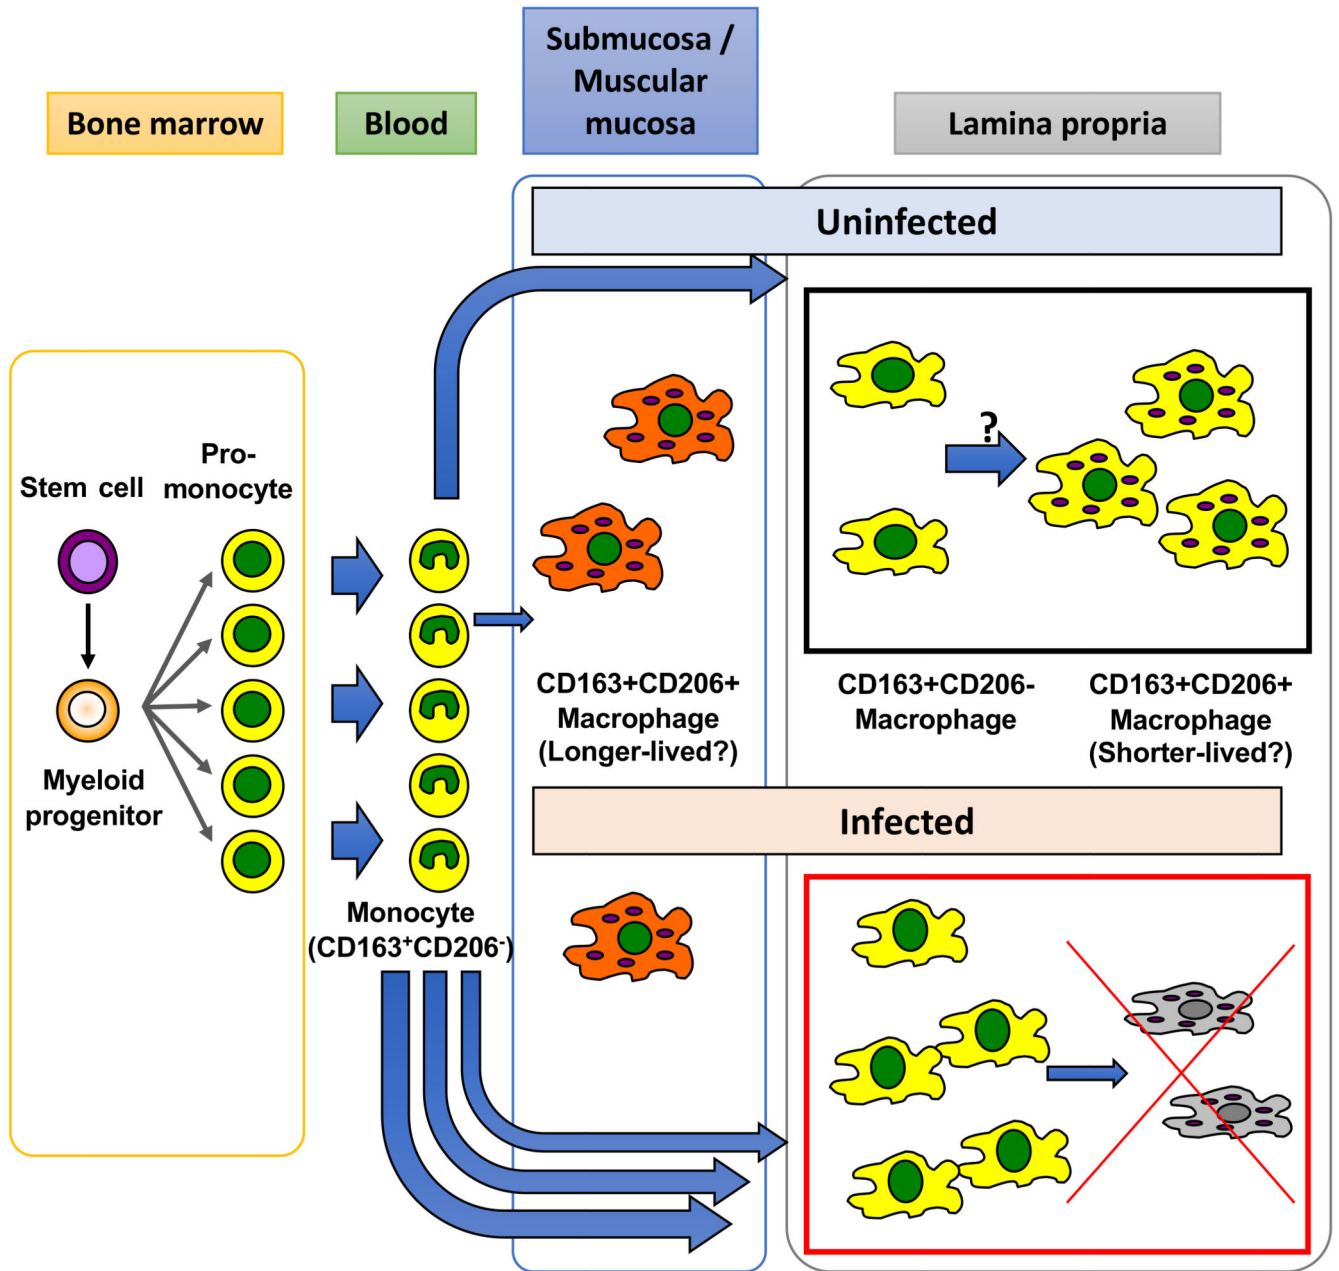 Bone marrow
Blood
Submucosa /
Muscular
mucosa
Lamina propria
Uninfected
Stem cell
Pro-
monocyte
Myeloid
progenitor
Monocyte
(CD163⁺CD206⁻)
CD163+CD206+
Macrophage
(Longer-lived?)
?
CD163+CD206-
Macrophage
CD163+CD206+
Macrophage
(Shorter-lived?)
Infected